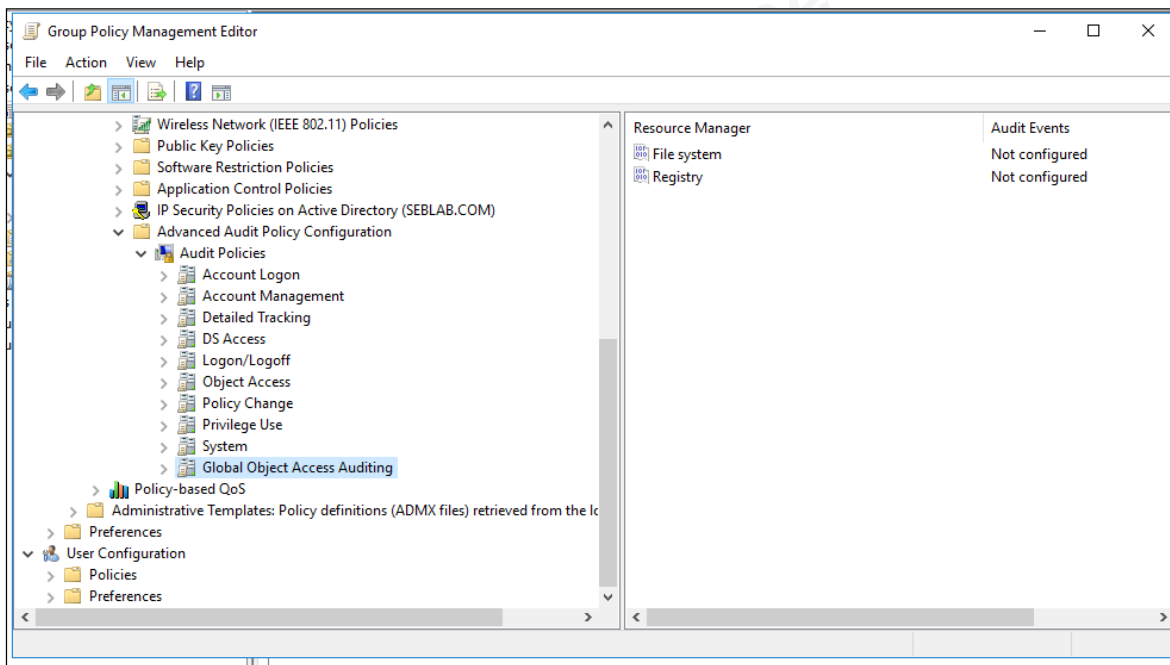 Group Policy Management Editor
File Action View Help
Wireless Network (IEEE 802.11) Policies
Public Key Policies
Software Restriction Policies
Application Control Policies
IP Security Policies on Active Directory (SEBLAB.COM)
Advanced Audit Policy Configuration
Audit Policies
Account Logon
Account Management
Detailed Tracking
DS Access
Logon/Logoff
Object Access
Policy Change
Privilege Use
System
Global Object Access Auditing
Policy-based QoS
Administrative Templates: Policy definitions (ADMX files) retrieved from the lo
Preferences
User Configuration
Policies
Preferences
Resource Manager Audit Events
File system Not configured
Registry Not configured